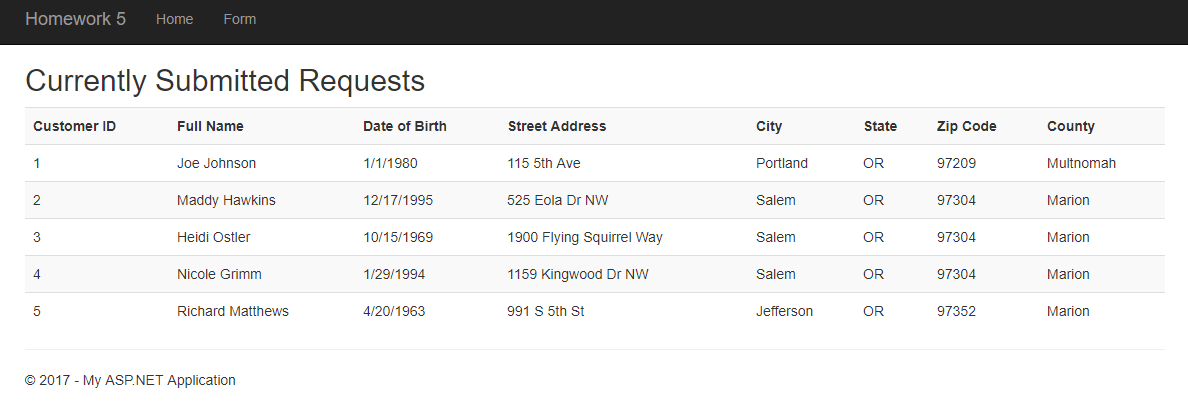 Homework 5 Home Form
Currently Submitted Requests
Customer ID Full Name Date of Birth Street Address City State Zip Code County
1 Joe Johnson 1/1/1980 115 5th Ave Portland OR 97209 Multnomah
2 Maddy Hawkins 12/17/1995 525 Eola Dr NW Salem OR 97304 Marion
3 Heidi Ostler 10/15/1969 1900 Flying Squirrel Way Salem OR 97304 Marion
4 Nicole Grimm 1/29/1994 1159 Kingwood Dr NW Salem OR 97304 Marion
5 Richard Matthews 4/20/1963 991 S 5th St Jefferson OR 97352 Marion
© 2017 - My ASP.NET Application